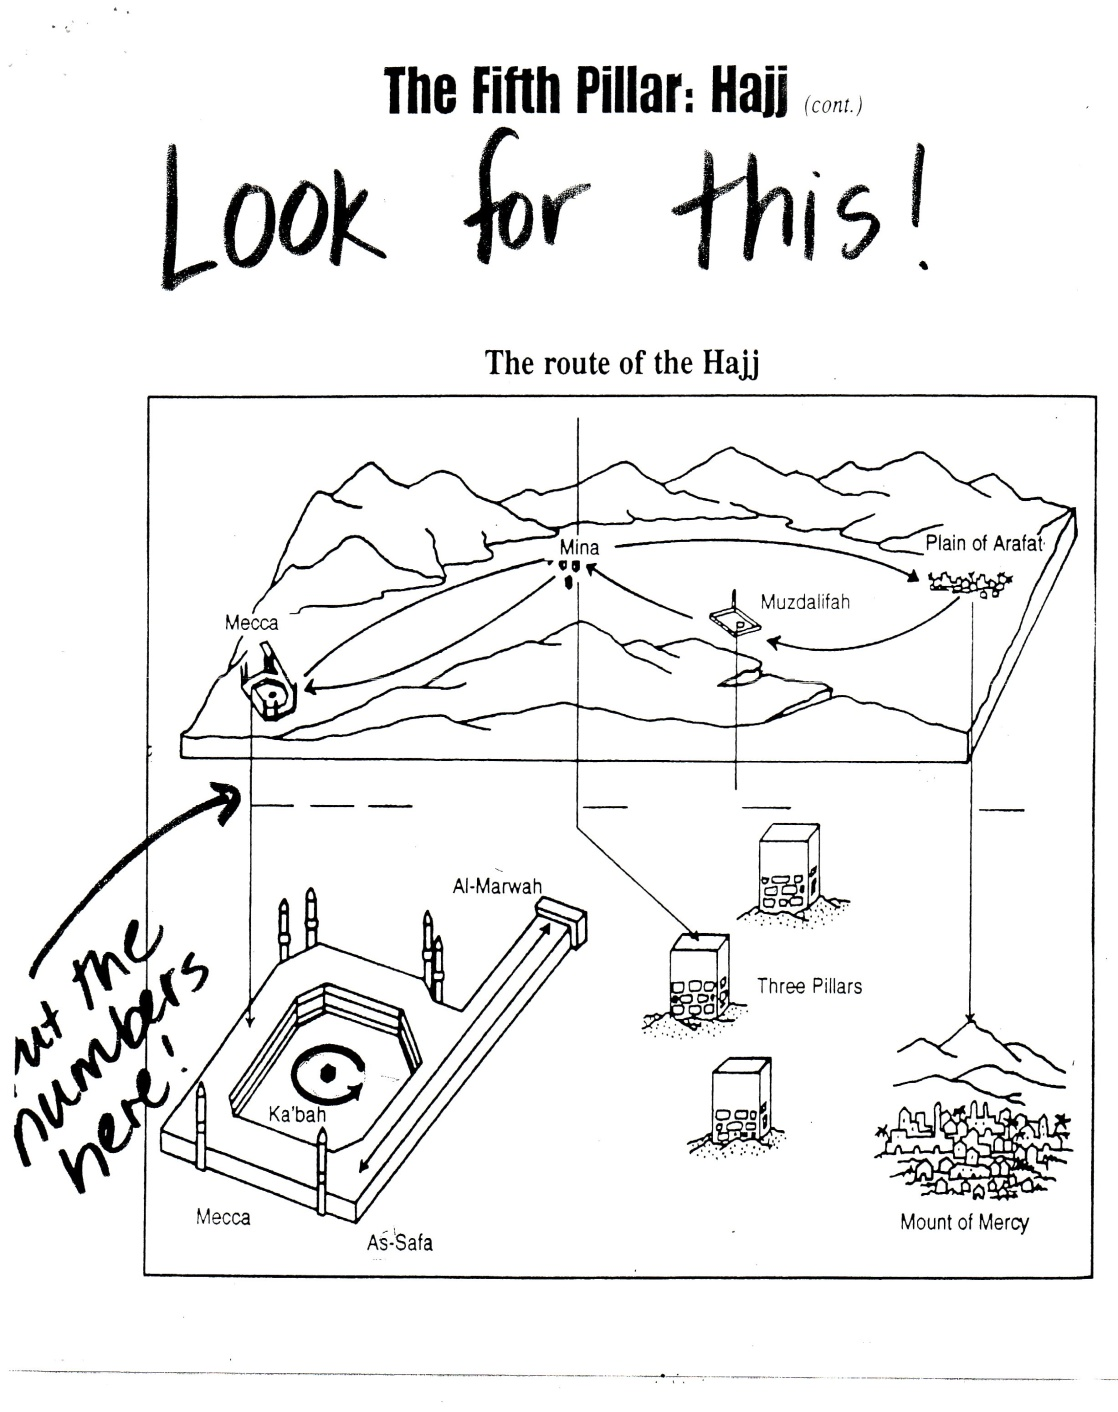 The Fifth Pillar: Hajj (cont.)
Look for this!
The route of the Hajj
Mina
Plain of Arafat
Muzdalifah
Mecca
Al-Marwah
Three Pillars
Ka'bah
Mecca
As-Safa
Mount of Mercy
the
numbers
here!